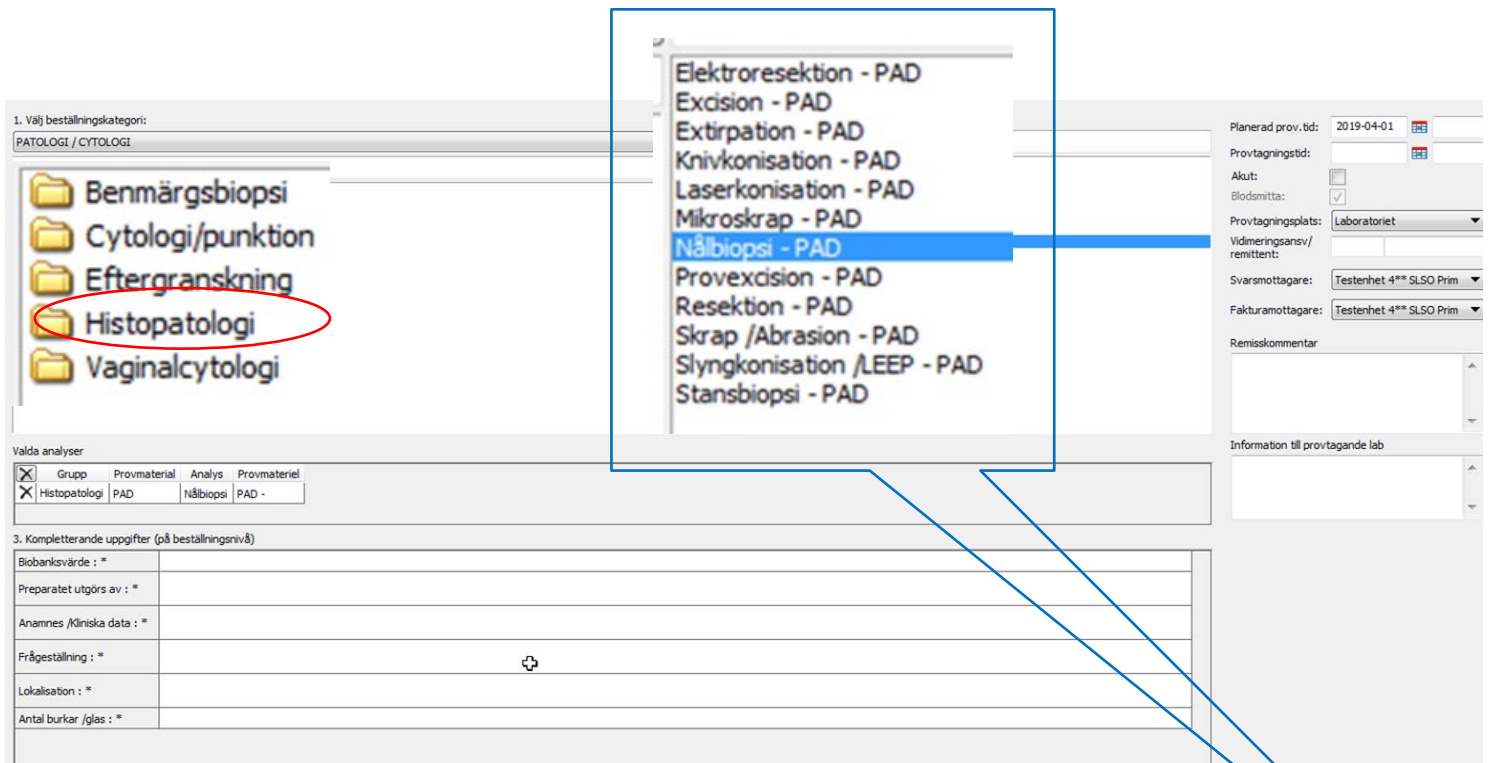 1. Välj beställningskategori:
PATOLOGI / CYTOLOGI
Benmärgsbiopsi
Cytologi/punktion
Eftergranskning
Histopatologi
Vaginalcytologi
Elektroresektion - PAD
Excision - PAD
Extirpation - PAD
Knivkonisation - PAD
Laserkonisation - PAD
Mikroskrap - PAD
Nålbiopsi - PAD
Provexcision - PAD
Resektion - PAD
Skrap /Abrasion - PAD
Slyngkonisation /LEEP - PAD
Stansbiopsi - PAD
Planerad prov.tid: 2019-04-01
Provtagningstid:
Akut:
Blodsmitta:
Provtagningsplats: Laboratoriet
Vidimeringsansv/
remittent:
Svarsmottagare: Testenhet 4** SLSO Prim
Fakturamottagare: Testenhet 4** SLSO Prim
Remisskommentar
Information till provtagande lab
Valda analyser
Grupp Provmaterial Analys Provmateriel
Histopatologi PAD Nålbiopsi PAD -
3. Kompletterande uppgifter (på beställningsnivå)
Biobanksvärde : *
Preparatet utgörs av : *
Anamnes /Kliniska data : *
Frågeställning : *
Lokalisation : *
Antal burkar /glas : *